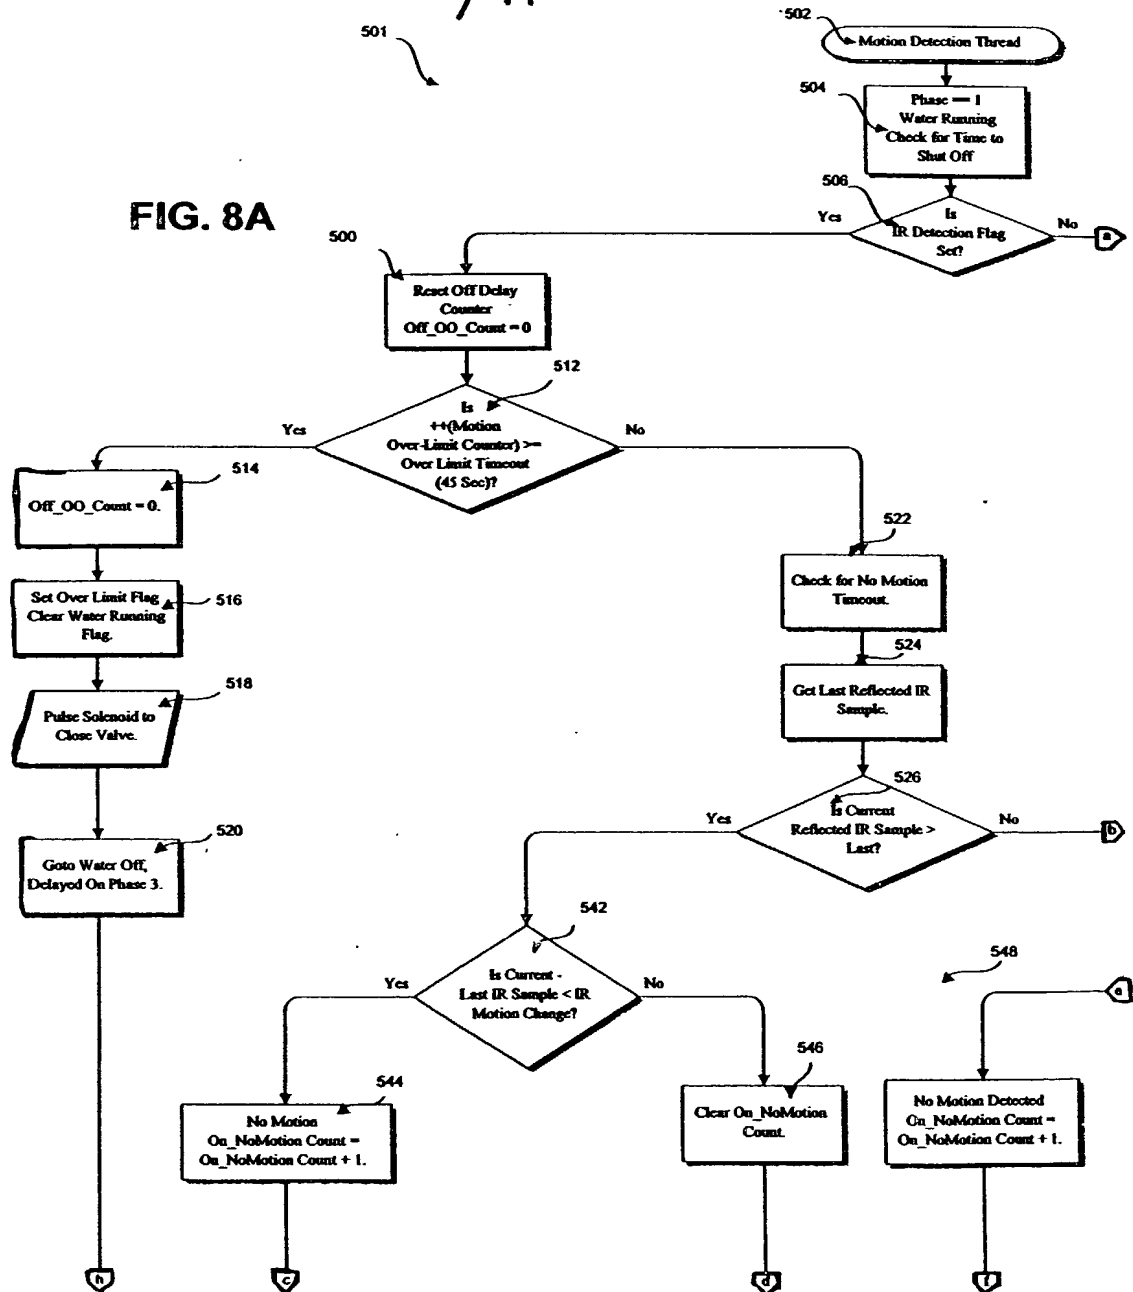 501
502
Motion Detection Thread
504
Phase == 1
Water Running
Check for Time to
Shut Off
FIG. 8A
506
Is
IR Detection Flag
Set?
Yes
No
a
500
Reset Off Delay
Counter
Off_OO_Count = 0
512
Is
++(Motion
Over-Limit Counter) >=
Over Limit Timeout
(45 Sec)?
Yes
No
514
Off_OO_Count = 0.
522
Check for No Motion
Timeout.
516
Set Over Limit Flag
Clear Water Running
Flag.
524
Get Last Reflected IR
Sample.
518
Pulse Solenoid to
Close Valve.
526
Is Current
Reflected IR Sample >
Last?
Yes
No
b
520
Goto Water Off,
Delayed On Phase 3.
542
Is Current -
Last IR Sample < IR
Motion Change?
Yes
No
548
a
544
No Motion
On_NoMotion Count =
On_NoMotion Count + 1.
546
Clear On_NoMotion
Count.
No Motion Detected
On_NoMotion Count =
On_NoMotion Count + 1.
h
c
d
f